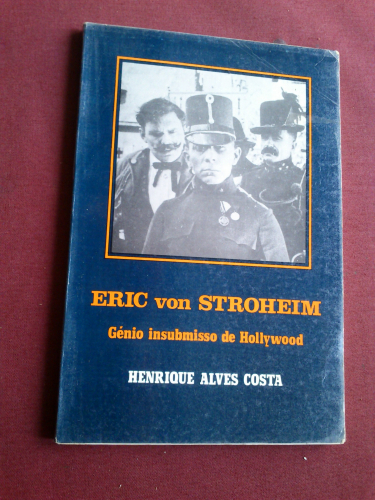 ERIC von STROHEIM
Génio insubmisso de Hollywood
HENRIQUE ALVES COSTA